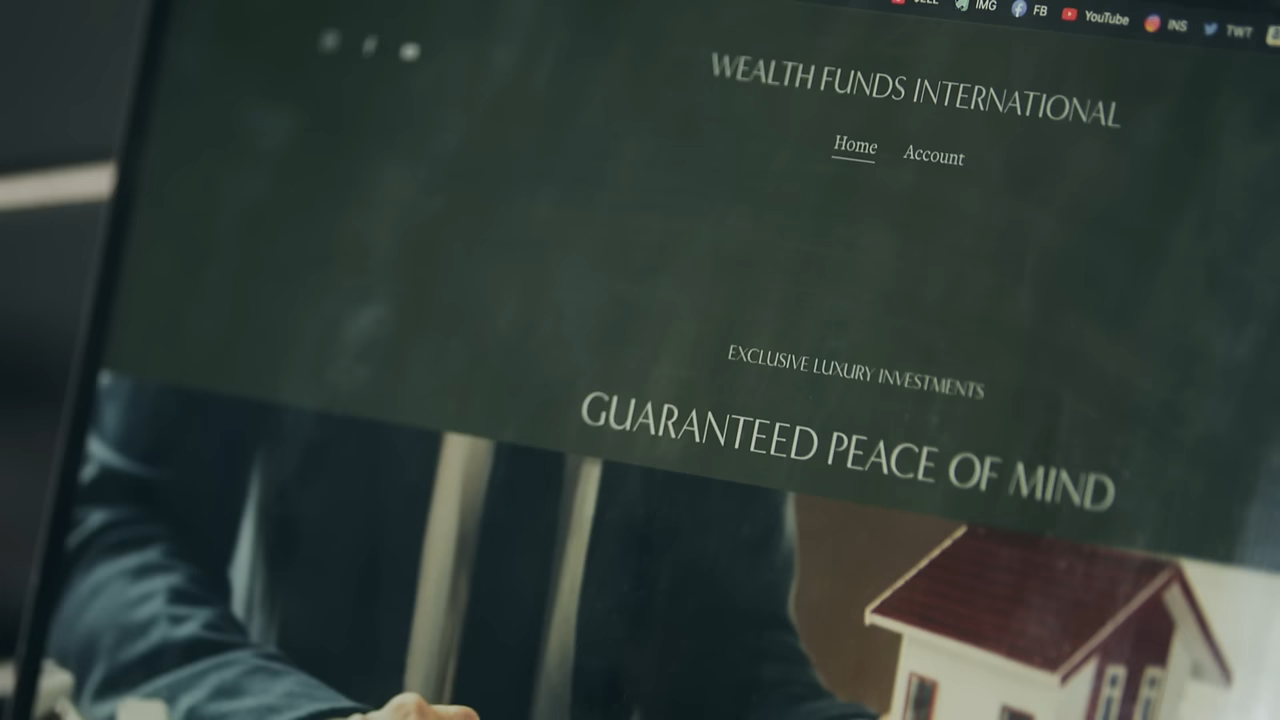 IMG FB YouTube INS TWT
WEALTH FUNDS INTERNATIONAL
Home Account
EXCLUSIVE LUXURY INVESTMENTS
GUARANTEED PEACE OF MIND